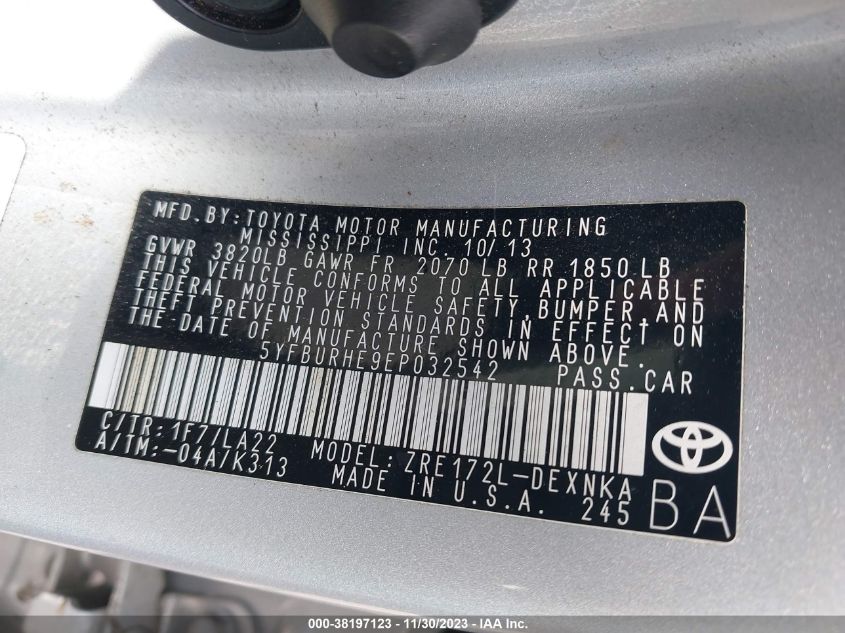 MFD. BY: TOYOTA MOTOR MANUFACTURING
MISSISSIPPI INC. 10/13
GVWR 3820LB GAWR FR 2070 LB RR 1850 LB
THIS VEHICLE CONFORMS TO ALL APPLICABLE
FEDERAL MOTOR VEHICLE SAFETY, BUMPER, AND
THEFT PREVENTION STANDARDS IN EFFECT ON
THE DATE OF MANUFACTURE SHOWN ABOVE.
5YFBURHE9EP032542 PASS. CAR
C/TR: 1F7/LA22 MODEL: ZRE172L-DEXNKA
A/TM: -04A/K313 MADE IN U.S.A. 245 BA
000-38197123 - 11/30/2023 - IAA Inc.